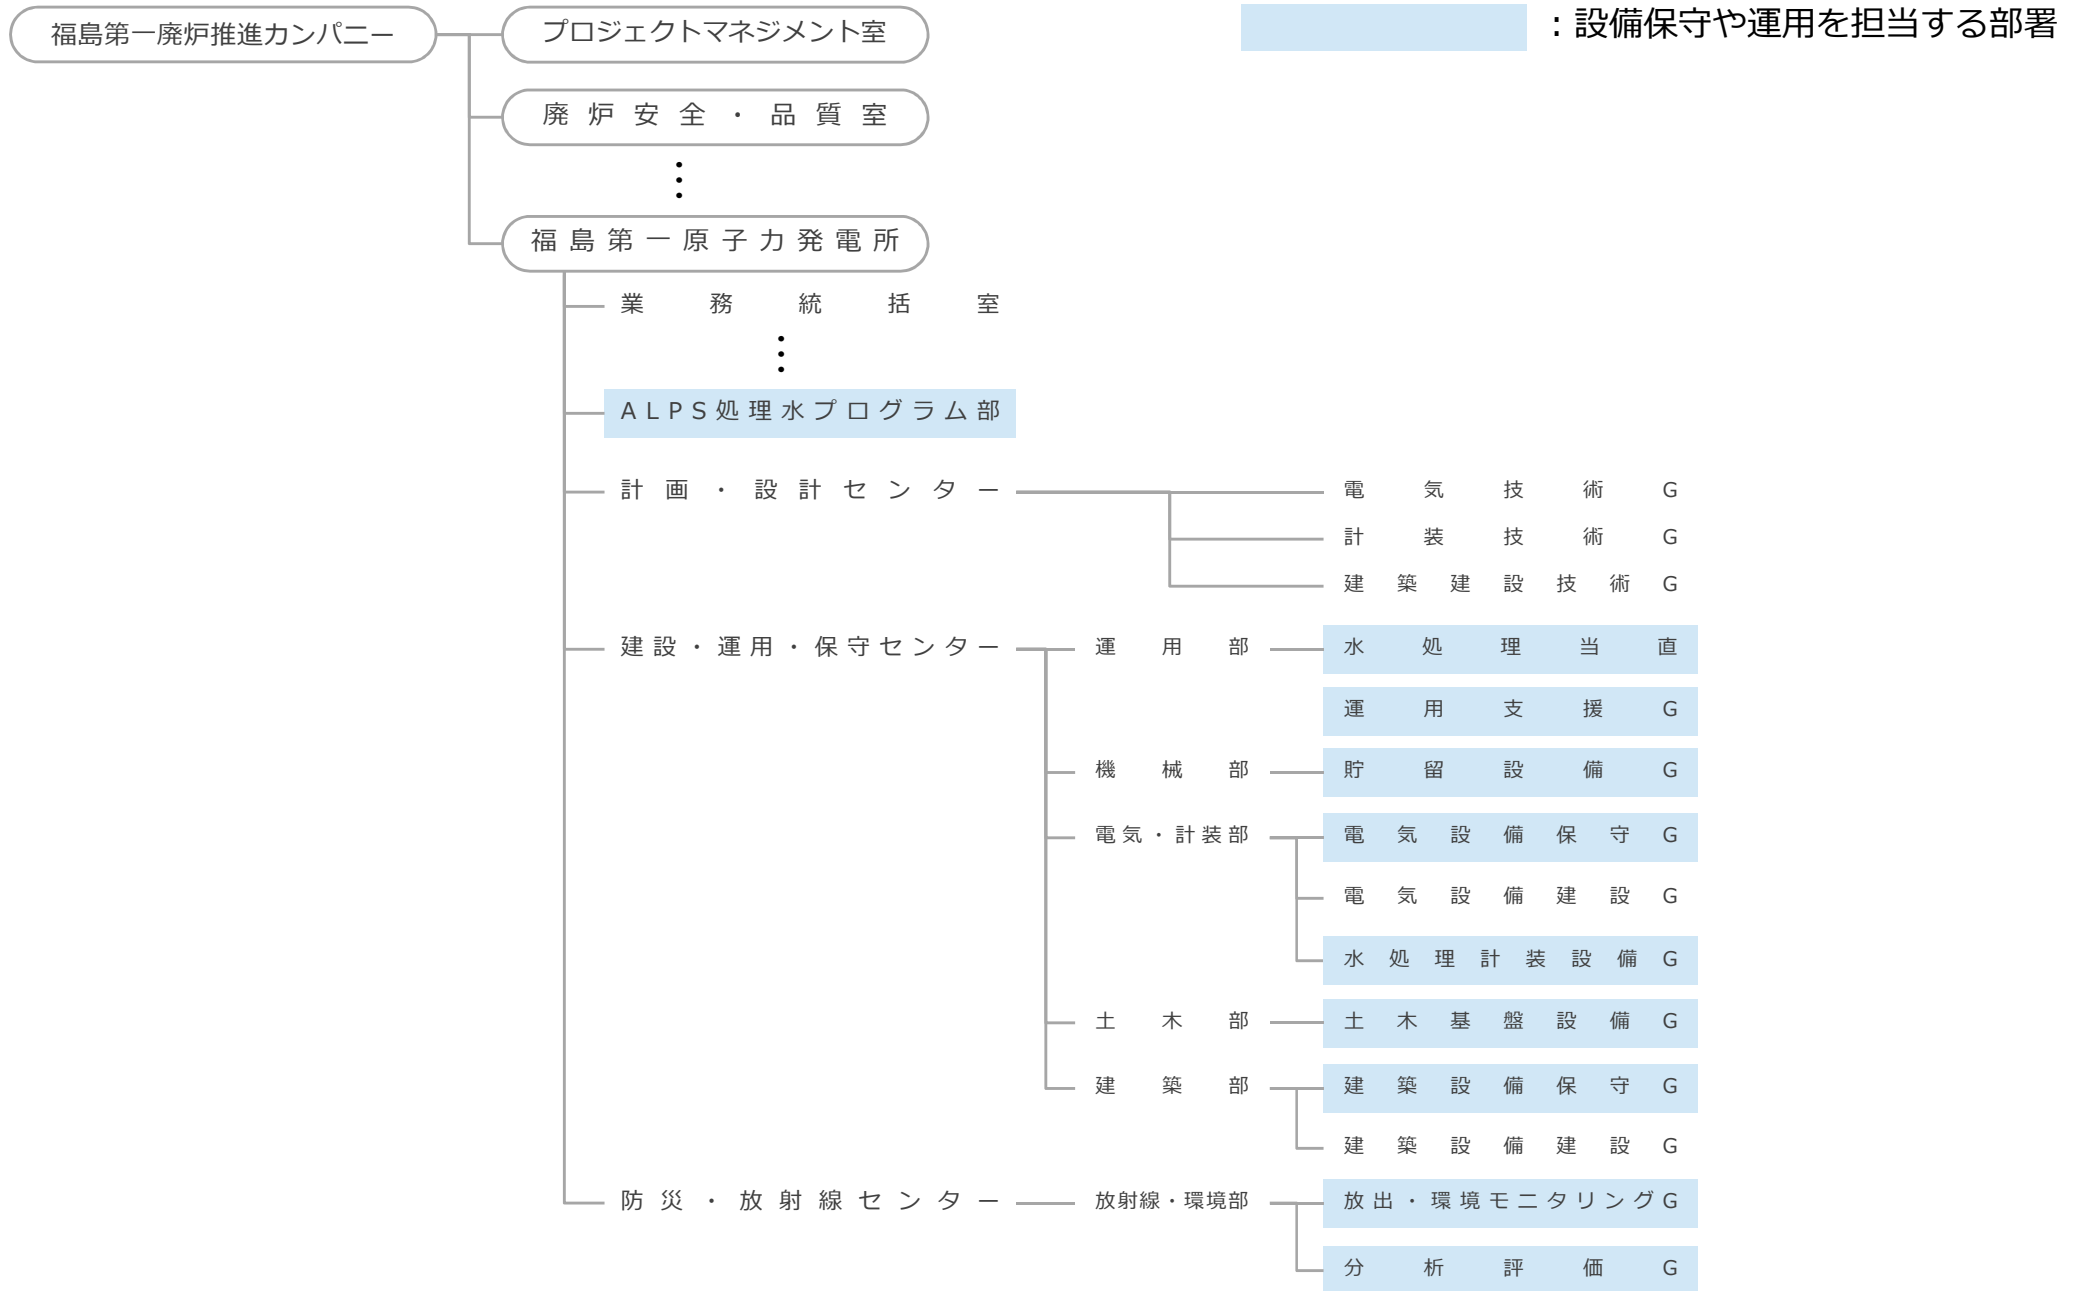 福島第一廃炉推進カンパニー
プロジェクトマネジメント室
：設備保守や運用を担当する部署
廃炉安全・品質室
⋮
福島第一原子力発電所
業務統括室
⋮
ALPS処理水プログラム部
計画・設計センター
電気技術G
計装技術G
建築建設技術G
建設・運用・保守センター
運用部
水処理当直
運用支援G
機械部
貯留設備G
電気・計装部
電気設備保守G
電気設備建設G
水処理計装設備G
土木部
土木基盤設備G
建築部
建築設備保守G
建築設備建設G
防災・放射線センター
放射線・環境部
放出・環境モニタリングG
分析評価G